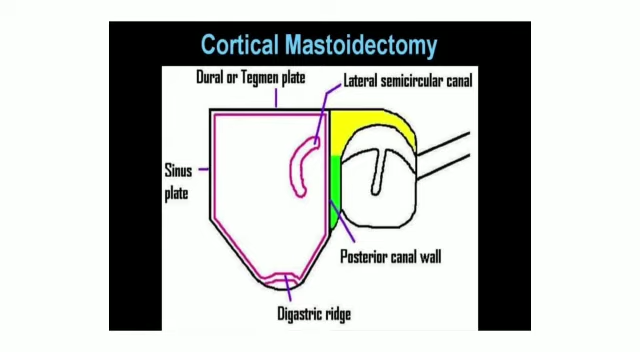 Cortical Mastoidectomy
Dural or Tegmen plate
Lateral semicircular canal
Sinus
plate
Posterior canal wall
Digastric ridge